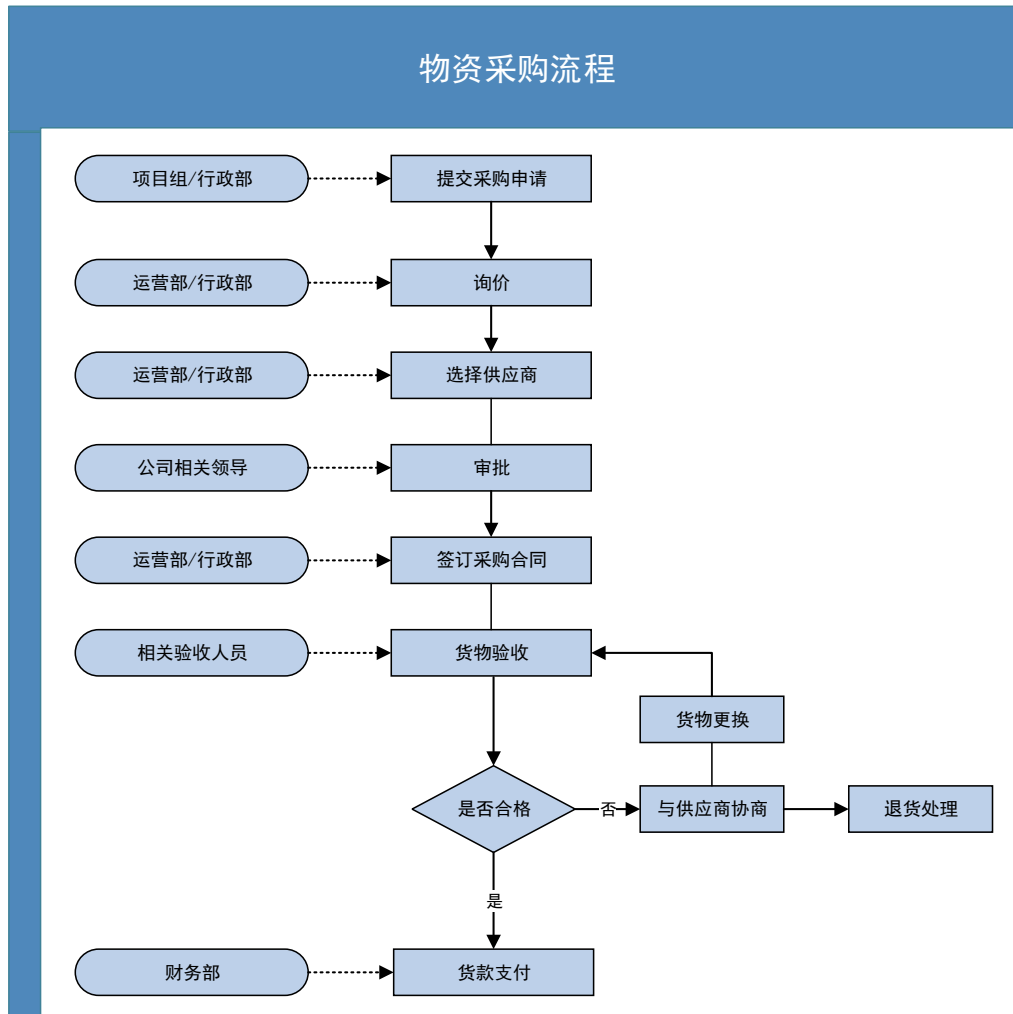 物资采购流程
项目组/行政部
提交采购申请
运营部/行政部
询价
运营部/行政部
选择供应商
公司相关领导
审批
运营部/行政部
签订采购合同
相关验收人员
货物验收
货物更换
是否合格
否
与供应商协商
退货处理
是
财务部
货款支付